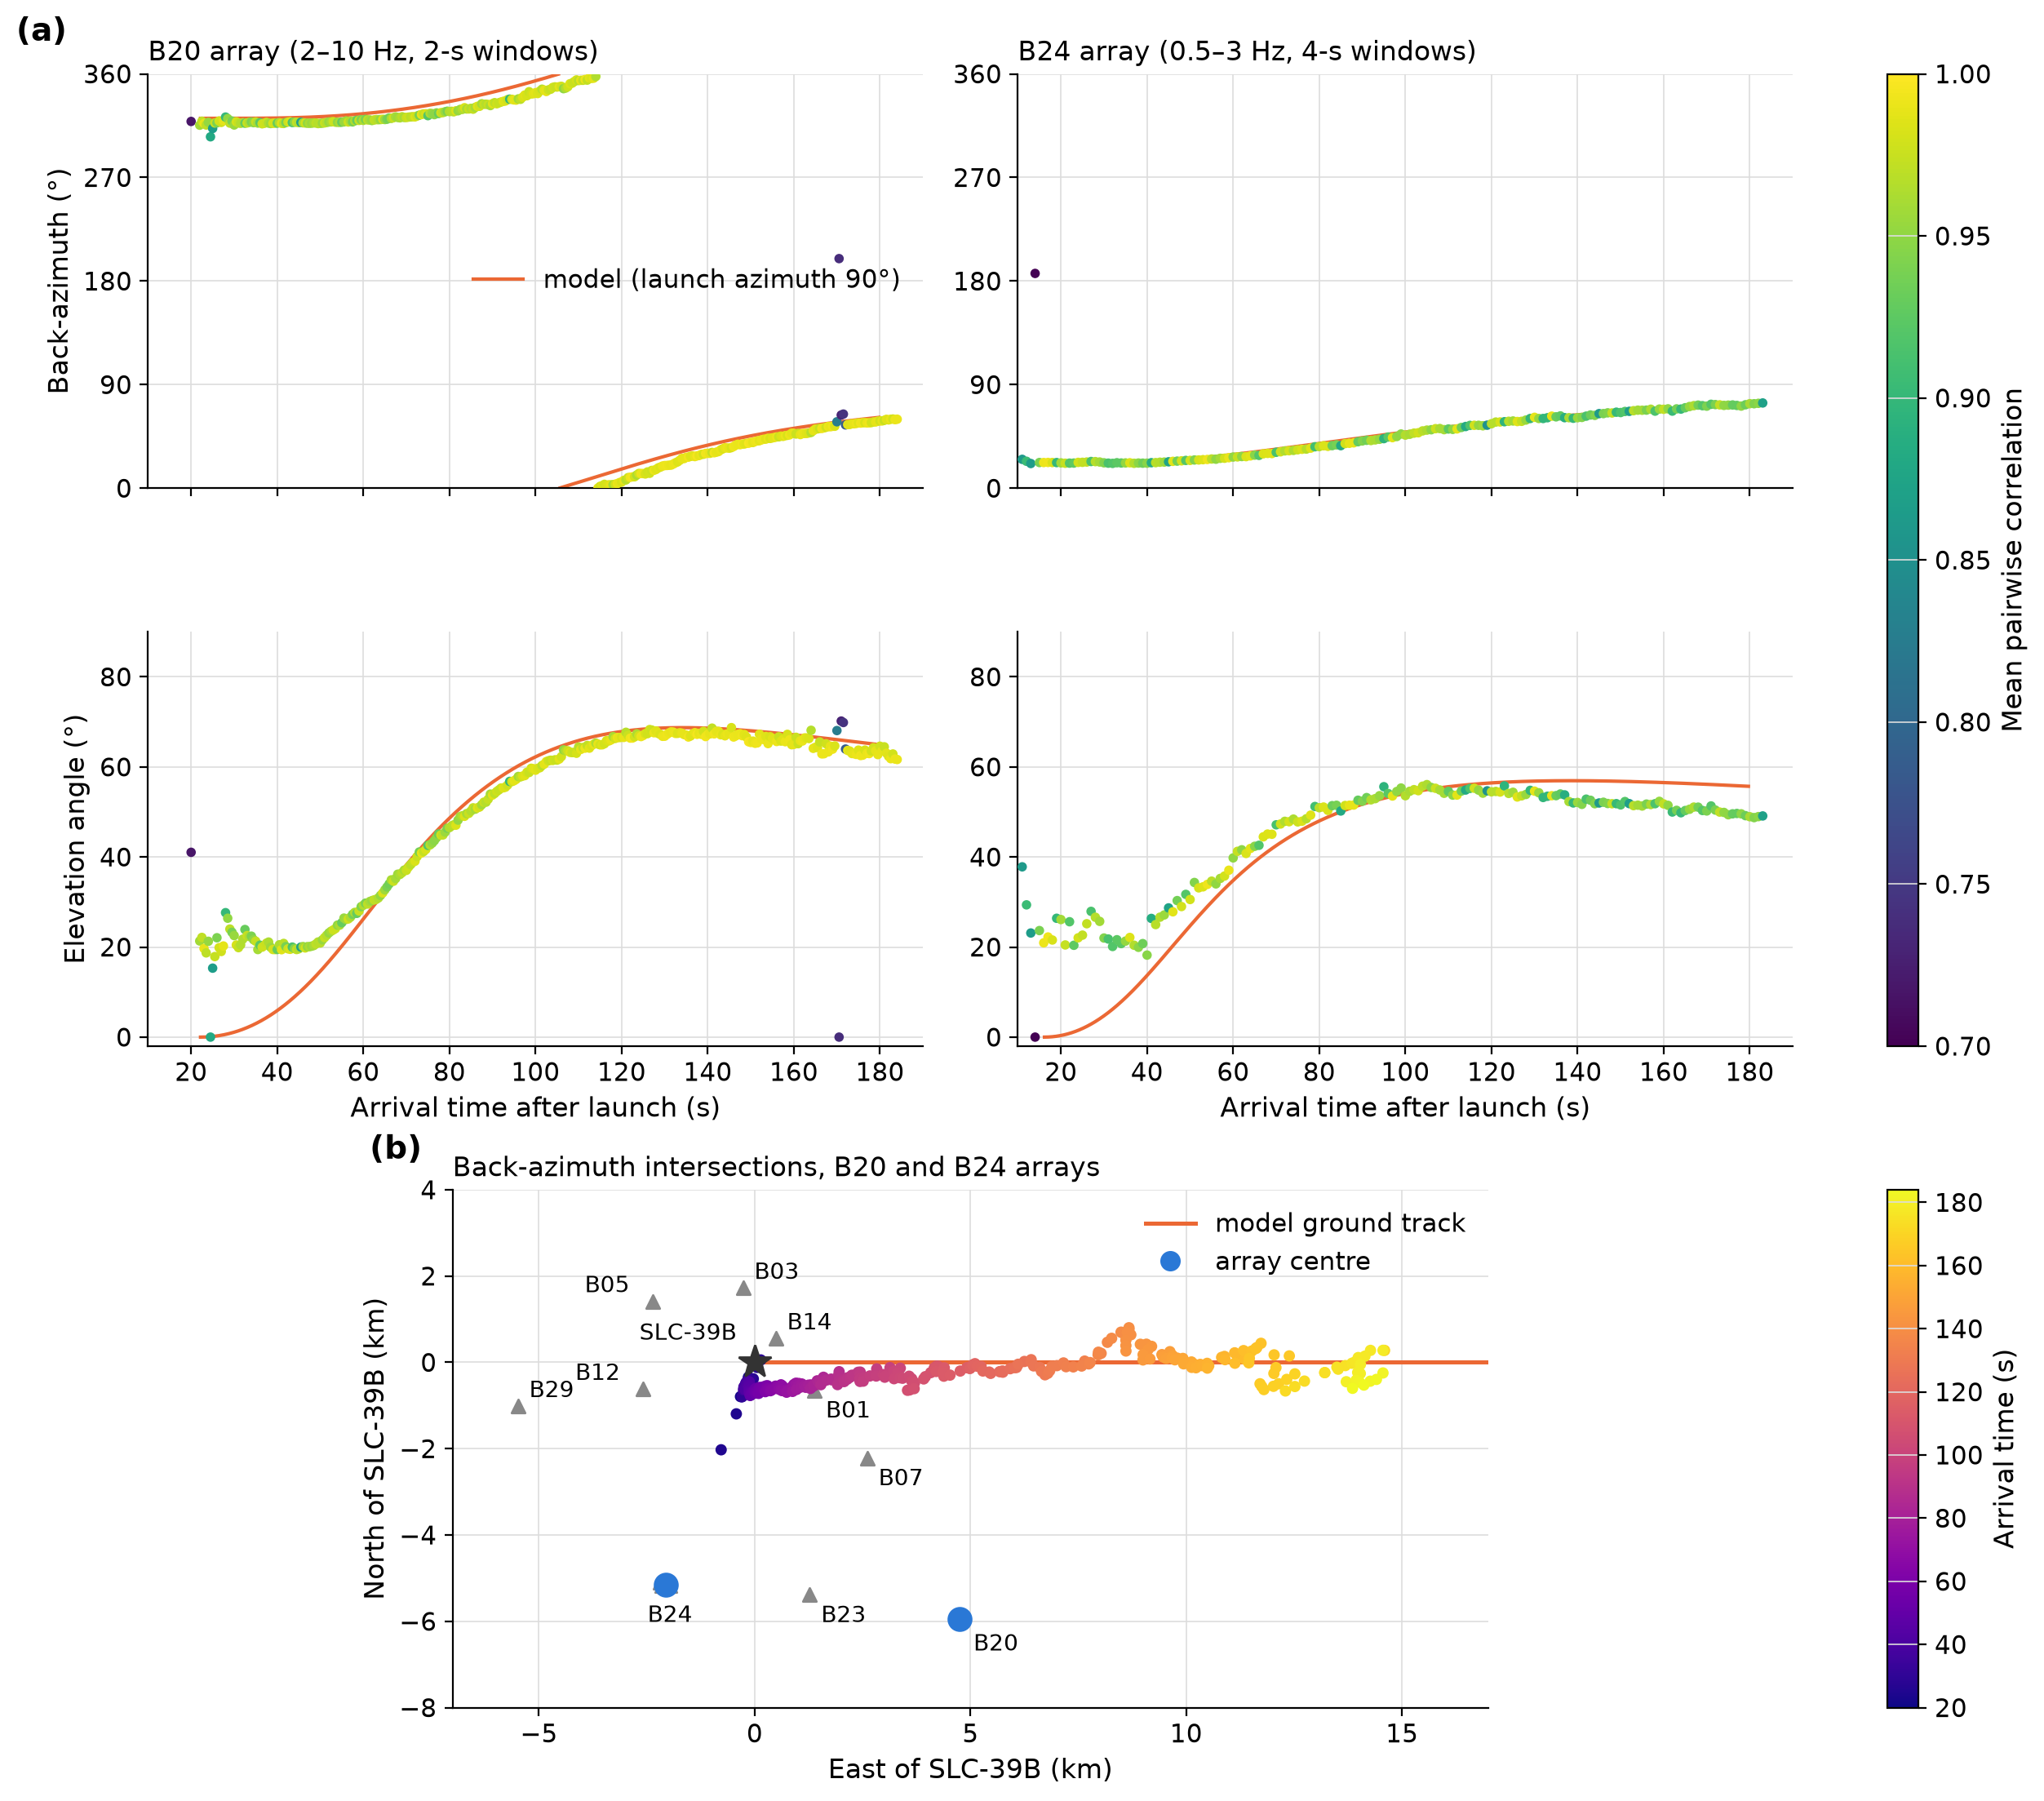 (a)
B20 array (2–10 Hz, 2-s windows)
B24 array (0.5–3 Hz, 4-s windows)
Back-azimuth (°)
360
270
180
90
0
model (launch azimuth 90°)
360
270
180
90
0
Elevation angle (°)
80
60
40
20
0
20 40 60 80 100 120 140 160 180
Arrival time after launch (s)
80
60
40
20
0
20 40 60 80 100 120 140 160 180
Arrival time after launch (s)
1.00
0.95
0.90
0.85
0.80
0.75
0.70
Mean pairwise correlation
(b)
Back-azimuth intersections, B20 and B24 arrays
North of SLC-39B (km)
4
2
0
−2
−4
−6
−8
model ground track
array centre
B03
B05
B14
SLC-39B
B12
B29
B01
B07
B24
B23
B20
−5 0 5 10 15
East of SLC-39B (km)
180
160
140
120
100
80
60
40
20
Arrival time (s)